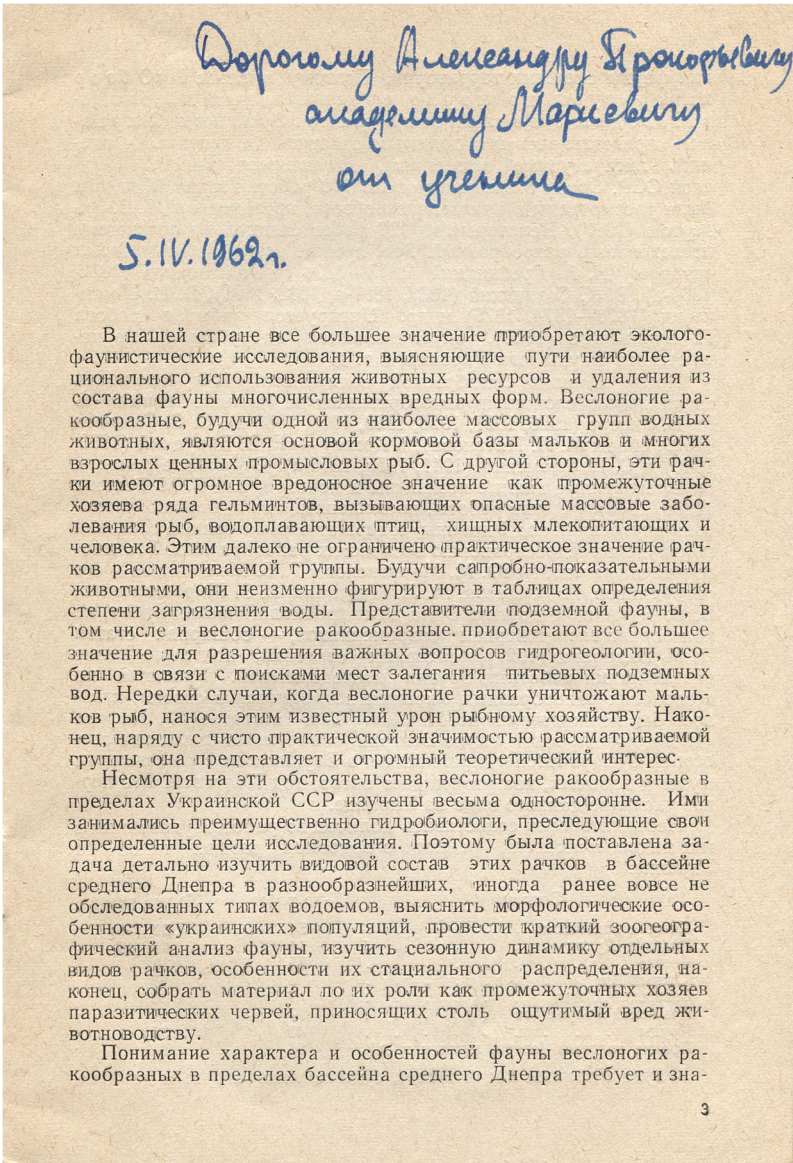 Дорогому Александру Прокофьевичу
академику Маркевичу
от ученика
5.IV.1962г.
В нашей стране все большее значение приобретают эколого-
фаунистические исследования, выясняющие пути наиболее ра-
ционального использования животных ресурсов и удаления из
состава фауны многочисленных вредных форм. Веслоногие ра-
кообразные, будучи одной из наиболее массовых групп водных
животных, являются основой кормовой базы мальков и многих
взрослых ценных промысловых рыб. С другой стороны, эти рач-
ки имеют огромное вредоносное значение как промежуточные
хозяева ряда гельминтов, вызывающих опасные массовые забо-
левания рыб, водоплавающих птиц, хищных млекопитающих и
человека. Этим далеко не ограничено практическое значение рач-
ков рассматриваемой группы. Будучи сапробно-показательными
животными, они неизменно фигурируют в таблицах определения
степени загрязнения воды. Представители подземной фауны, в
том числе и веслоногие ракообразные, приобретают все большее
значение для разрешения важных вопросов гидрогеологии, осо-
бенно в связи с поисками мест залегания питьевых подземных
вод. Нередки случаи, когда веслоногие рачки уничтожают маль-
ков рыб, нанося этим известный урон рыбному хозяйству. Нако-
нец, наряду с чисто практической значимостью рассматриваемой
группы, она представляет и огромный теоретический интерес.
Несмотря на эти обстоятельства, веслоногие ракообразные в
пределах Украинской ССР изучены весьма односторонне. Ими
занимались преимущественно гидробиологи, преследующие свои
определенные цели исследования. Поэтому была поставлена за-
дача детально изучить видовой состав этих рачков в бассейне
среднего Днепра в разнообразнейших, иногда ранее вовсе не
обследованных типах водоемов, выяснить морфологические осо-
бенности «украинских» популяций, провести краткий зоогеогра-
фический анализ фауны, изучить сезонную динамику отдельных
видов рачков, особенности их стациального распределения, на-
конец, собрать материал по их роли как промежуточных хозяев
паразитических червей, приносящих столь ощутимый вред жи-
вотноводству.
Понимание характера и особенностей фауны веслоногих ра-
кообразных в пределах бассейна среднего Днепра требует и зна-
3